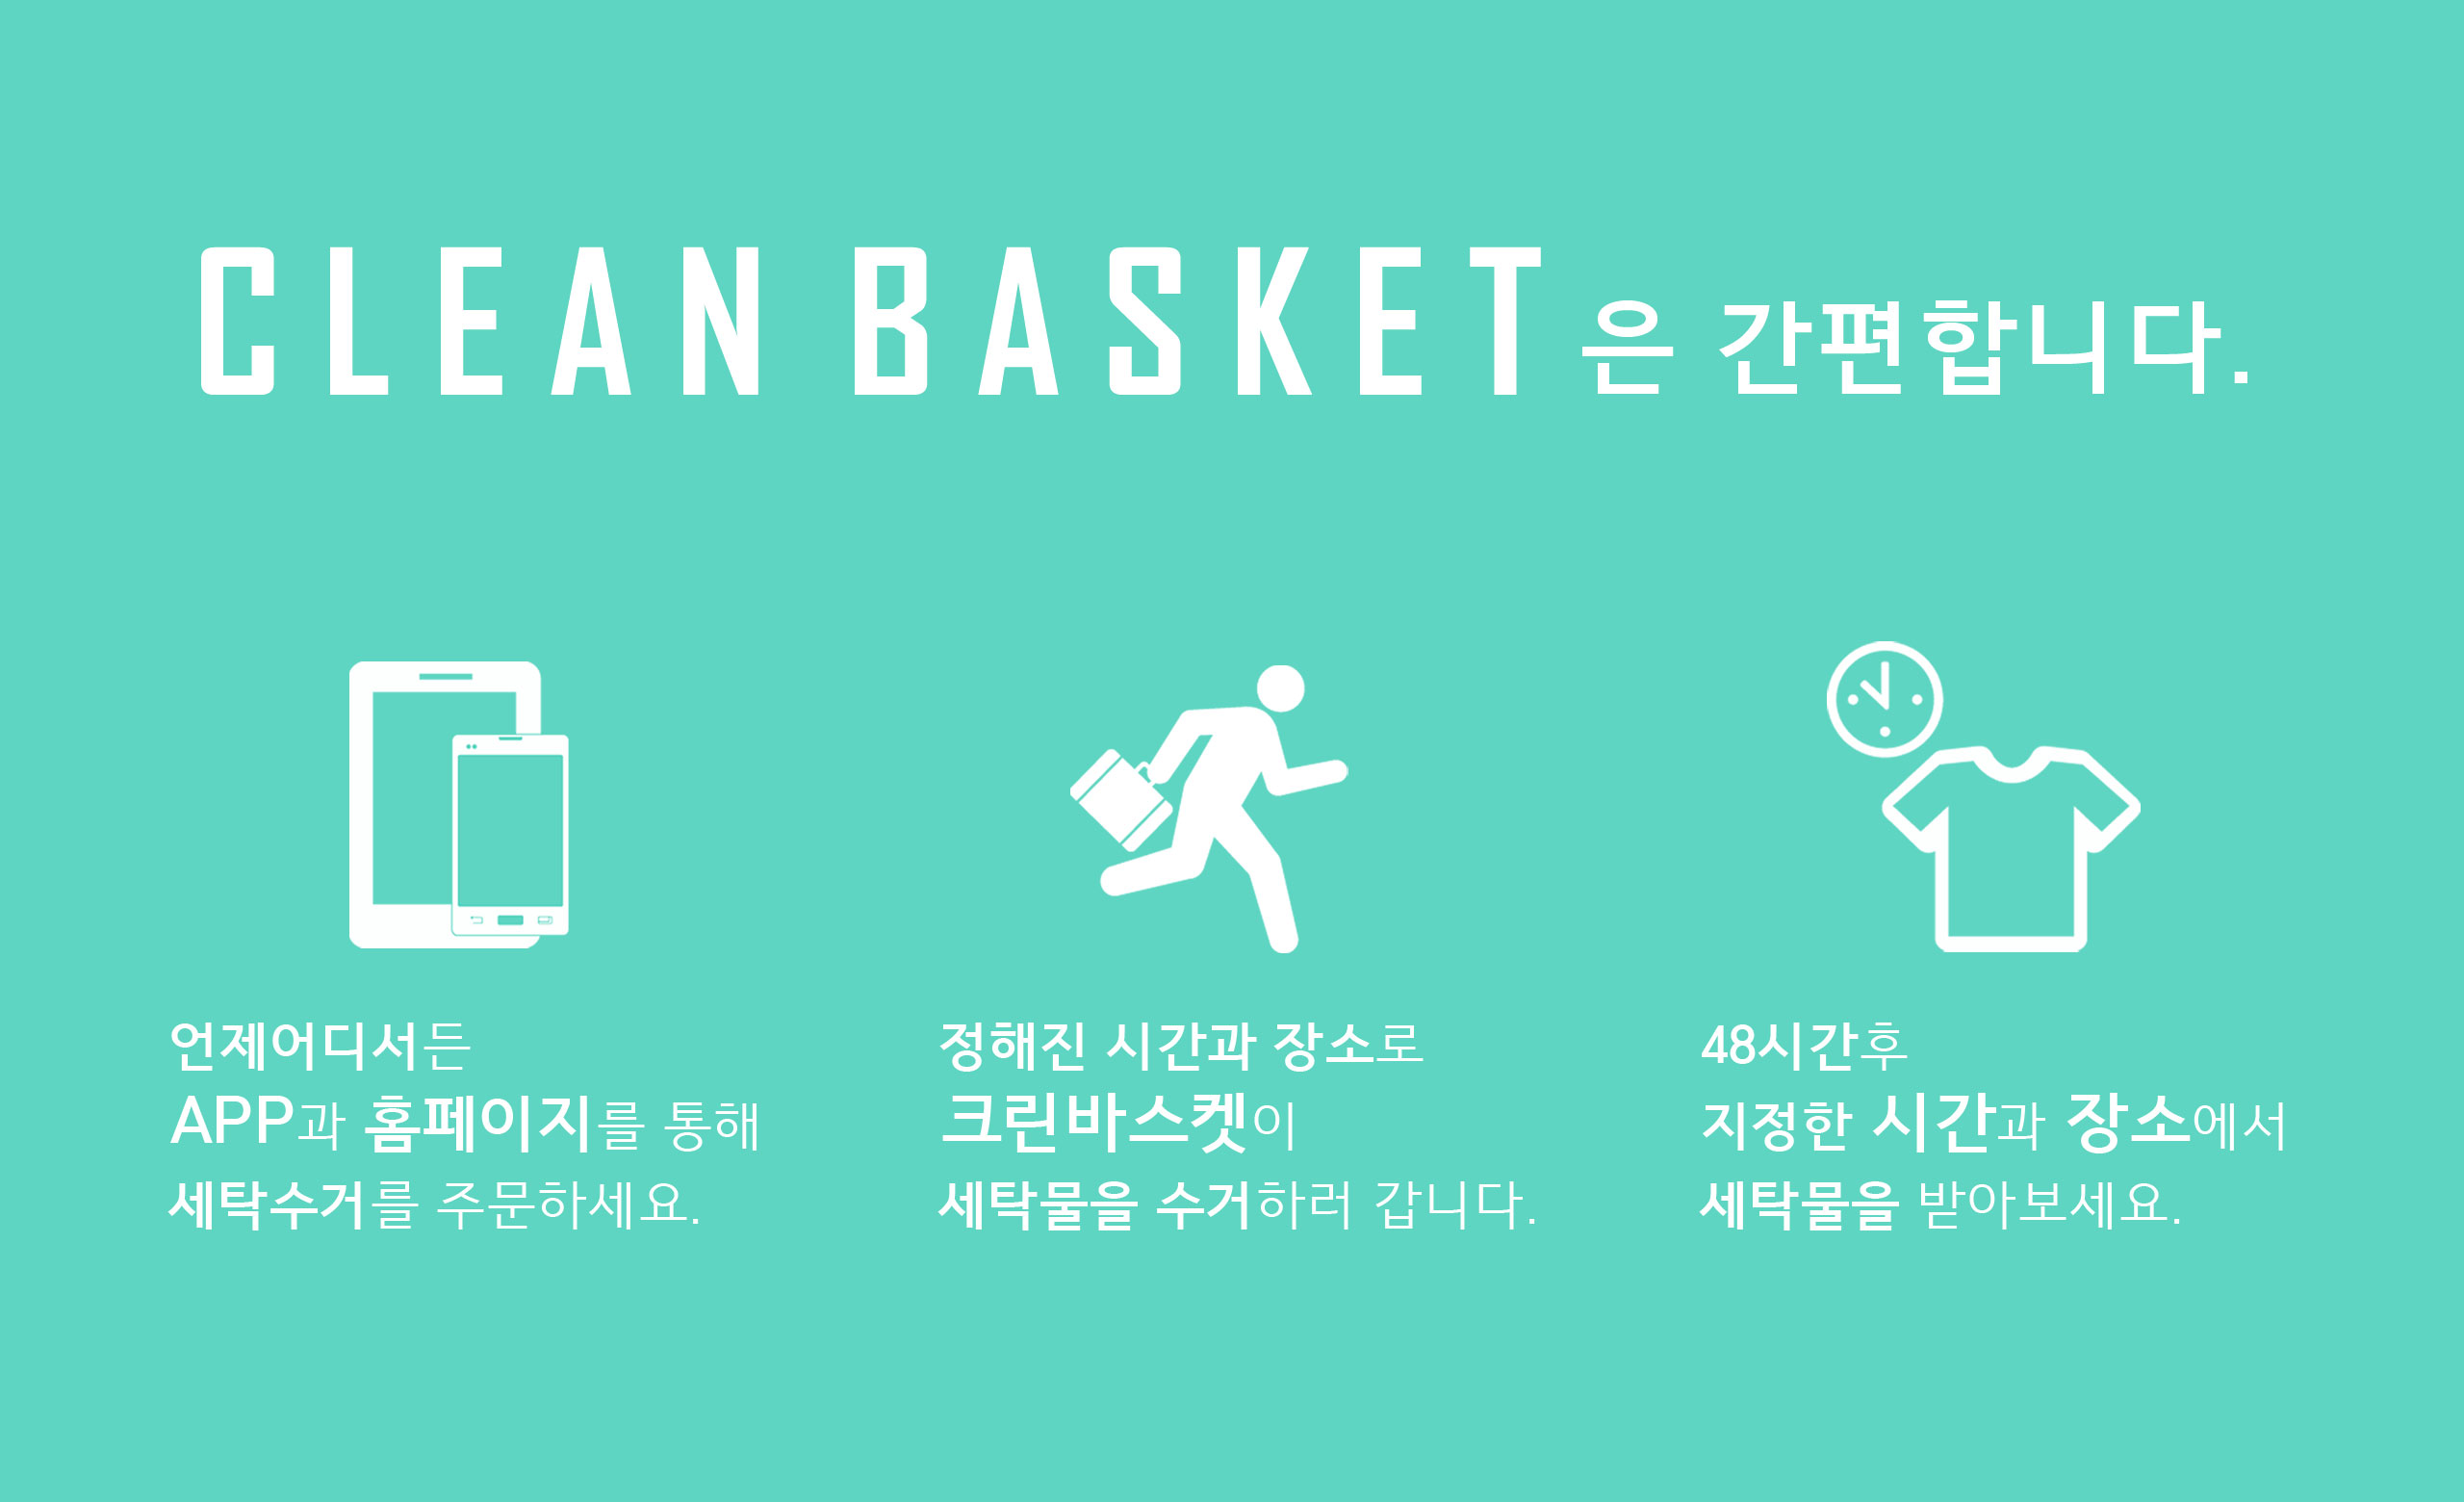 CLEAN BASKET은 간편합니다.
언제어디서든
APP과 홈페이지를 통해
세탁수거를 주문하세요.
정해진 시간과 장소로
크린바스켓이
세탁물을 수거하러 갑니다.
48시간후
지정한 시간과 장소에서
세탁물을 받아보세요.